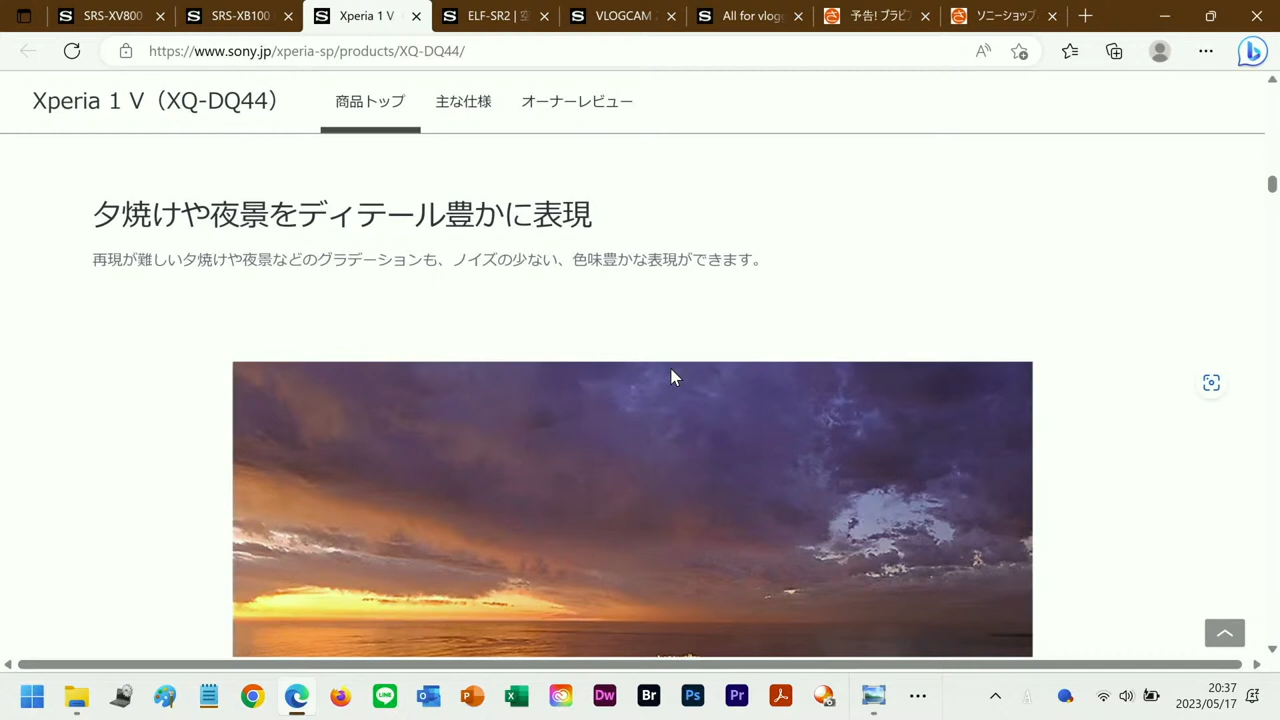 SRS-XV800
SRS-XB100
Xperia 1 V (
ELF-SR2 | 空
VLOGCAM
All for vlog
予告! ブラビ
ソニーショップ
https://www.sony.jp/xperia-sp/products/XQ-DQ44/
Xperia 1 V（XQ-DQ44）
商品トップ
主な仕様
オーナーレビュー
夕焼けや夜景をディテール豊かに表現
再現が難しい夕焼けや夜景などのグラデーションも、ノイズの少ない、色味豊かな表現ができます。
20:37
2023/05/17